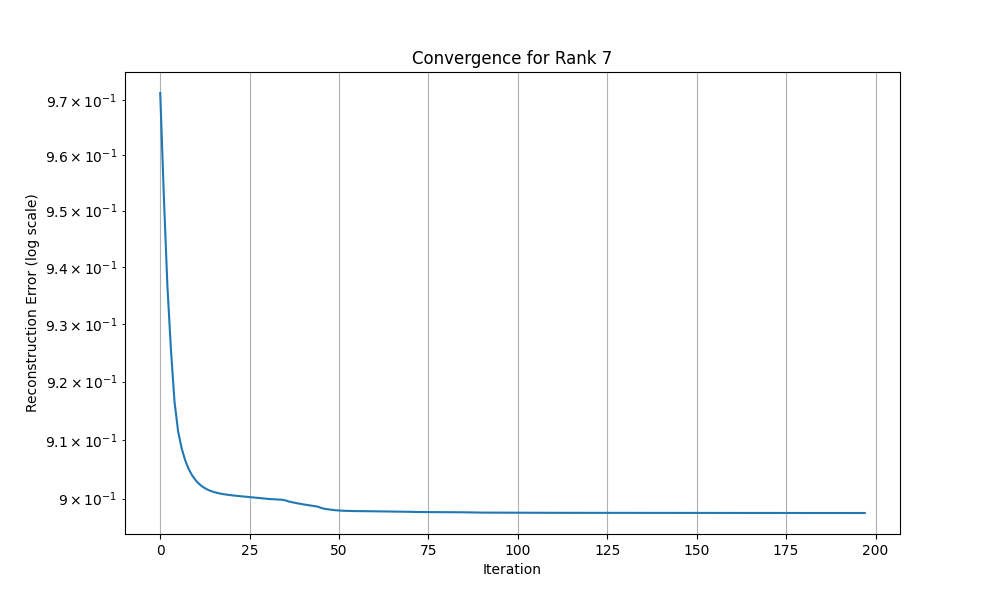 Convergence for Rank 7
Reconstruction Error (log scale)
9.7 × 10⁻¹
9.6 × 10⁻¹
9.5 × 10⁻¹
9.4 × 10⁻¹
9.3 × 10⁻¹
9.2 × 10⁻¹
9.1 × 10⁻¹
9 × 10⁻¹
0 25 50 75 100 125 150 175 200
Iteration